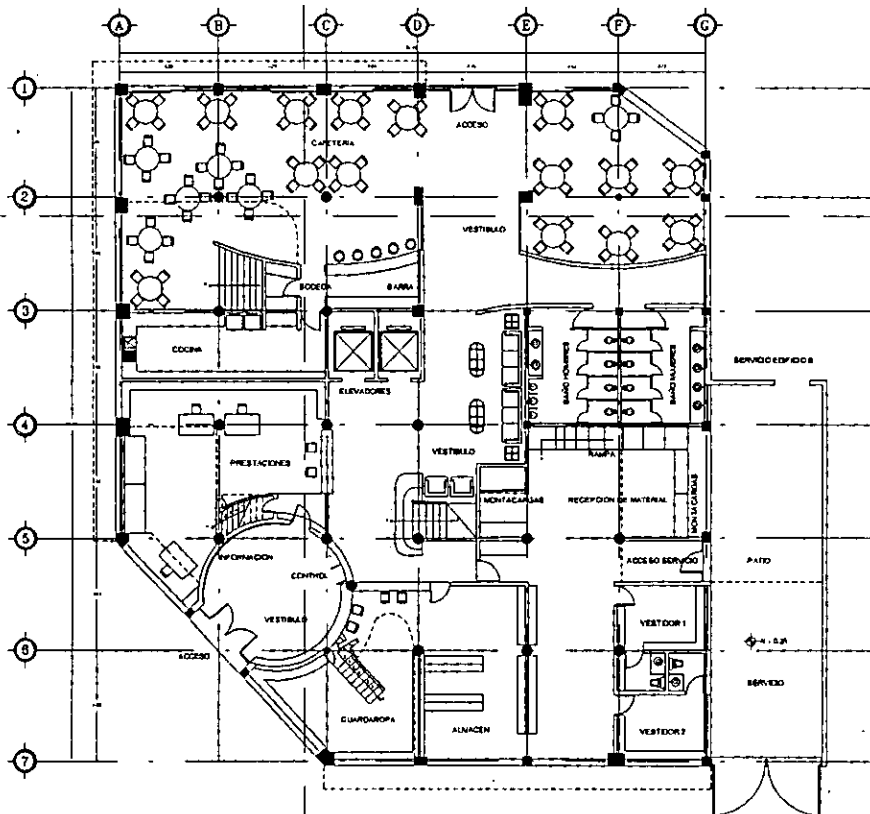 A B C D E F G
1
ACCESO
CAFETERIA
2
VESTIBULO
BODEGA
BARRA
3
COCINA
BAÑO HOMBRES
BAÑO MUJERES
SERVICIO EDIFICIO B
ELEVADORES
4
VESTIBULO
RAMPA
PRESTACIONES
MONTACARGAS
RECEPCION DE MATERIAL
MONTACARGAS
5
INFORMACION
ACCESO SERVICIO
PATIO
CONTROL
VESTIBULO
VESTIDOR 1
6
ACCESO
SERVICIO
GUARDAROPA
ALMACEN
VESTIDOR 2
7